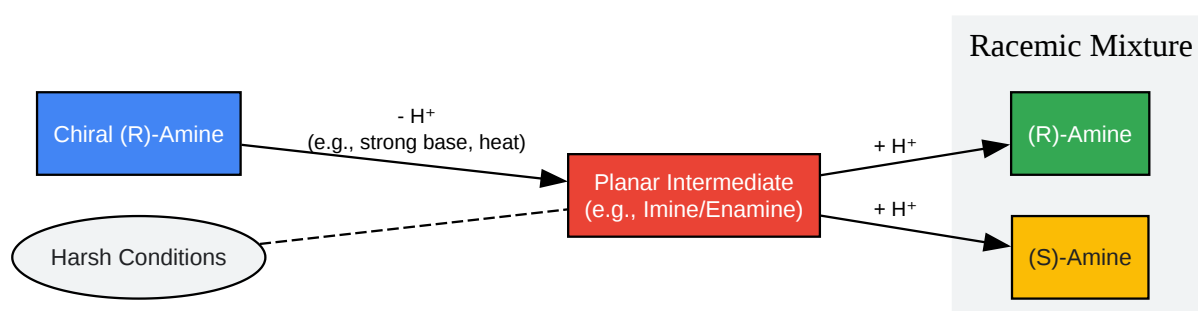 Racemic Mixture
Chiral (R)-Amine
- H⁺
(e.g., strong base, heat)
Planar Intermediate
(e.g., Imine/Enamine)
+ H⁺
(R)-Amine
+ H⁺
(S)-Amine
Harsh Conditions